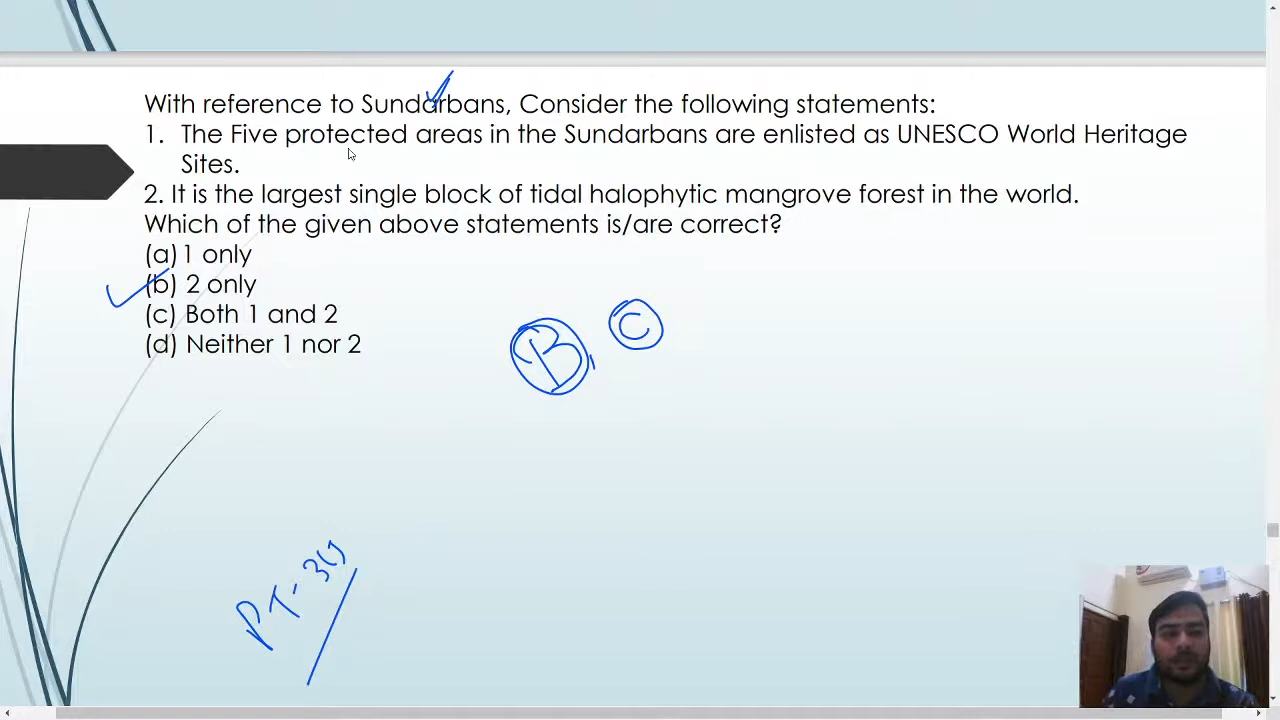 With reference to Sundarbans, Consider the following statements:
1. The Five protected areas in the Sundarbans are enlisted as UNESCO World Heritage
Sites.
2. It is the largest single block of tidal halophytic mangrove forest in the world.
Which of the given above statements is/are correct?
(a) 1 only
(b) 2 only
(c) Both 1 and 2
(d) Neither 1 nor 2
B, C